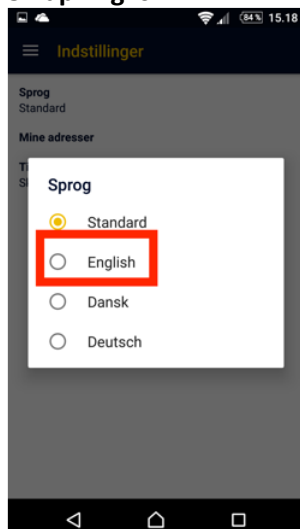 84% 15.18
Indstillinger
Sprog
Standard
Mine adresser
Sprog
Standard
English
Dansk
Deutsch